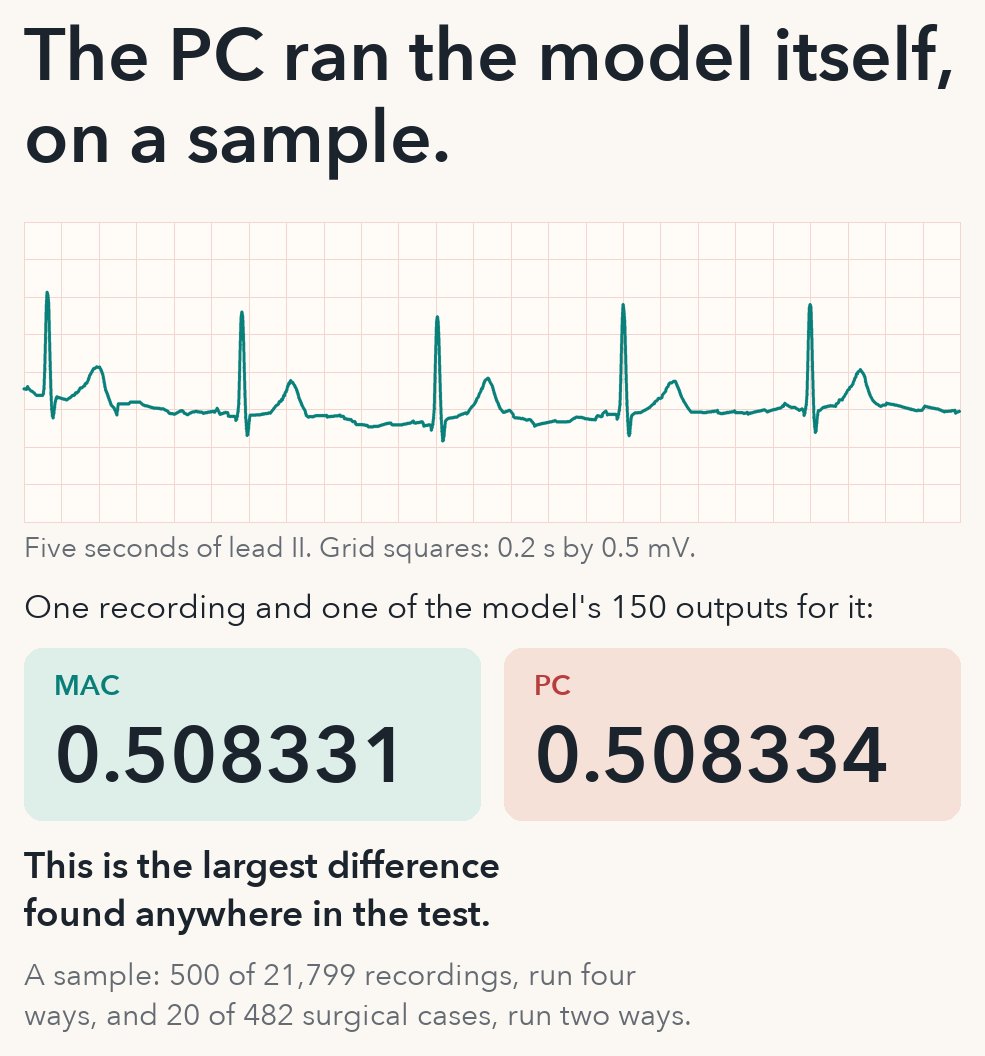 The PC ran the model itself,
on a sample.
Five seconds of lead II. Grid squares: 0.2 s by 0.5 mV.
One recording and one of the model's 150 outputs for it:
MAC
0.508331
PC
0.508334
This is the largest difference
found anywhere in the test.
A sample: 500 of 21,799 recordings, run four
ways, and 20 of 482 surgical cases, run two ways.